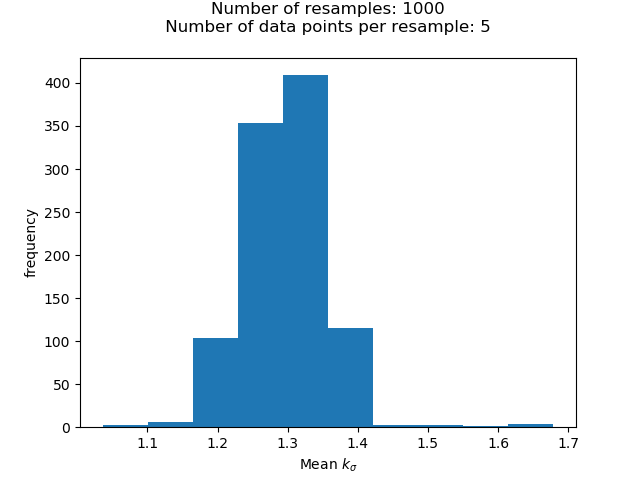 Number of resamples: 1000
Number of data points per resample: 5
400
350
300
250
200
150
100
50
0
frequency
1.1 1.2 1.3 1.4 1.5 1.6 1.7
Mean kσ